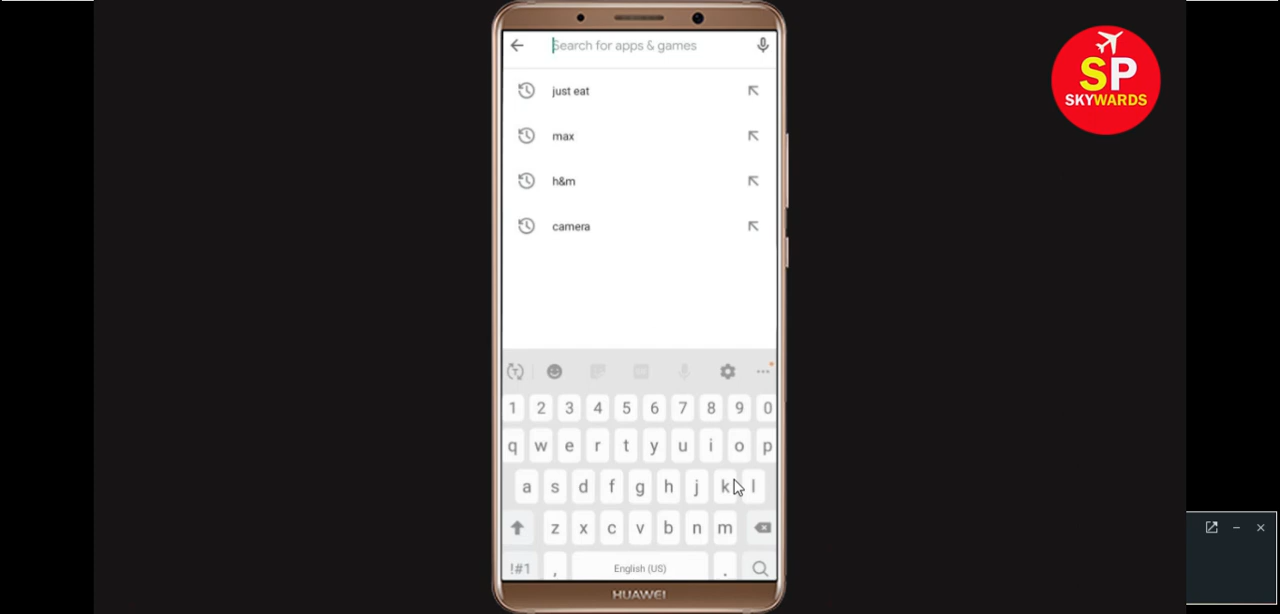 Search for apps & games
just eat
max
h&m
camera
1 2 3 4 5 6 7 8 9 0
q w e r t y u i o p
a s d f g h j k l
z x c v b n m
!#1 , English (US) .
HUAWEI
SP
SKYWARDS